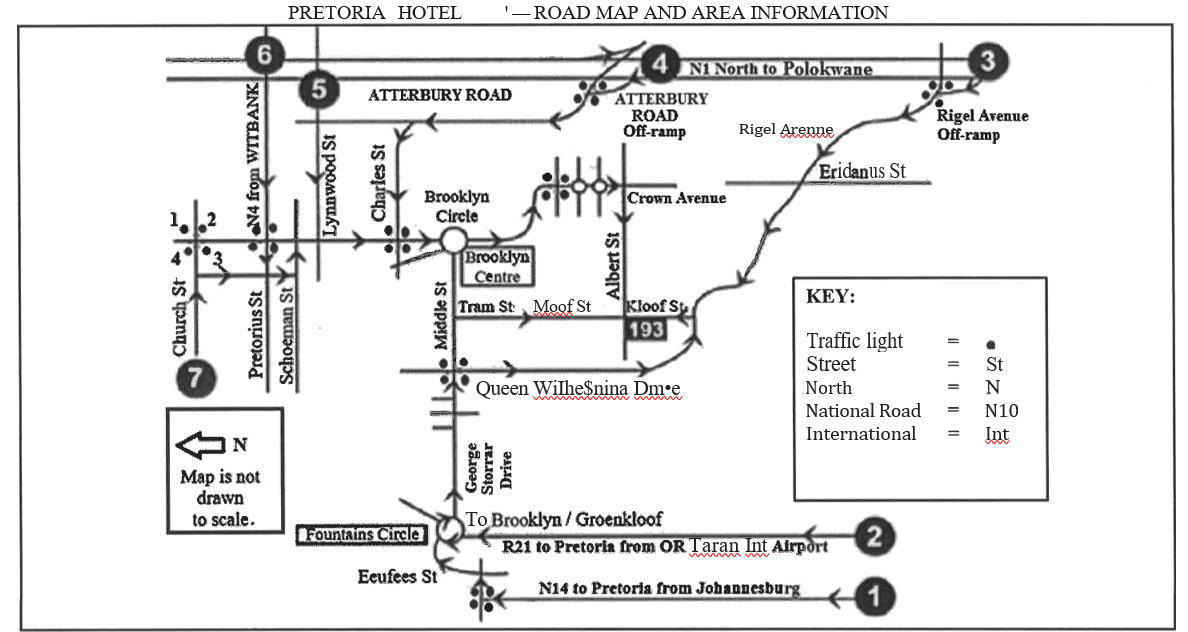 PRETORIA HOTEL ' — ROAD MAP AND AREA INFORMATION
6
4
3
5
N1 North to Polokwane
ATTERBURY ROAD
ATTERBURY
ROAD
Off-ramp
Rigel Avenue
Off-ramp
Rigel Arenne
N4 from WITBANK
Lynnwood St
Charles St
Eridanus St
Brooklyn
Circle
Crown Avenue
1
2
4
3
Brooklyn
Centre
Albert St
Church St
Pretorius St
Schoeman St
Middle St
Tram St
Moof St
Kloof St
193
7
Queen WiIhe$nina Dm•e
KEY:
Traffic light = •
Street = St
North = N
National Road = N10
International = Int
N
Map is not
drawn
to scale.
George
Storrar
Drive
To Brooklyn / Groenkloof
Fountains Circle
2
R21 to Pretoria from OR Taran Int Airport
Eeufees St
N14 to Pretoria from Johannesburg
1